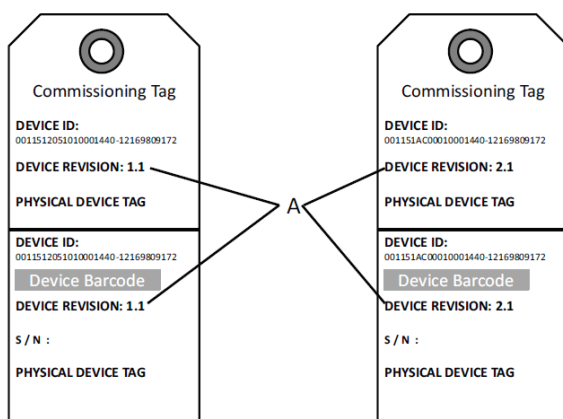 Commissioning Tag
DEVICE ID:
0011512051010001440-12169809172
DEVICE REVISION: 1.1
PHYSICAL DEVICE TAG
DEVICE ID:
0011512051010001440-12169809172
Device Barcode
DEVICE REVISION: 1.1
S / N :
PHYSICAL DEVICE TAG
A
Commissioning Tag
DEVICE ID:
001151AC00010001440-12169809172
DEVICE REVISION: 2.1
PHYSICAL DEVICE TAG
DEVICE ID:
001151AC00010001440-12169809172
Device Barcode
DEVICE REVISION: 2.1
S / N :
PHYSICAL DEVICE TAG